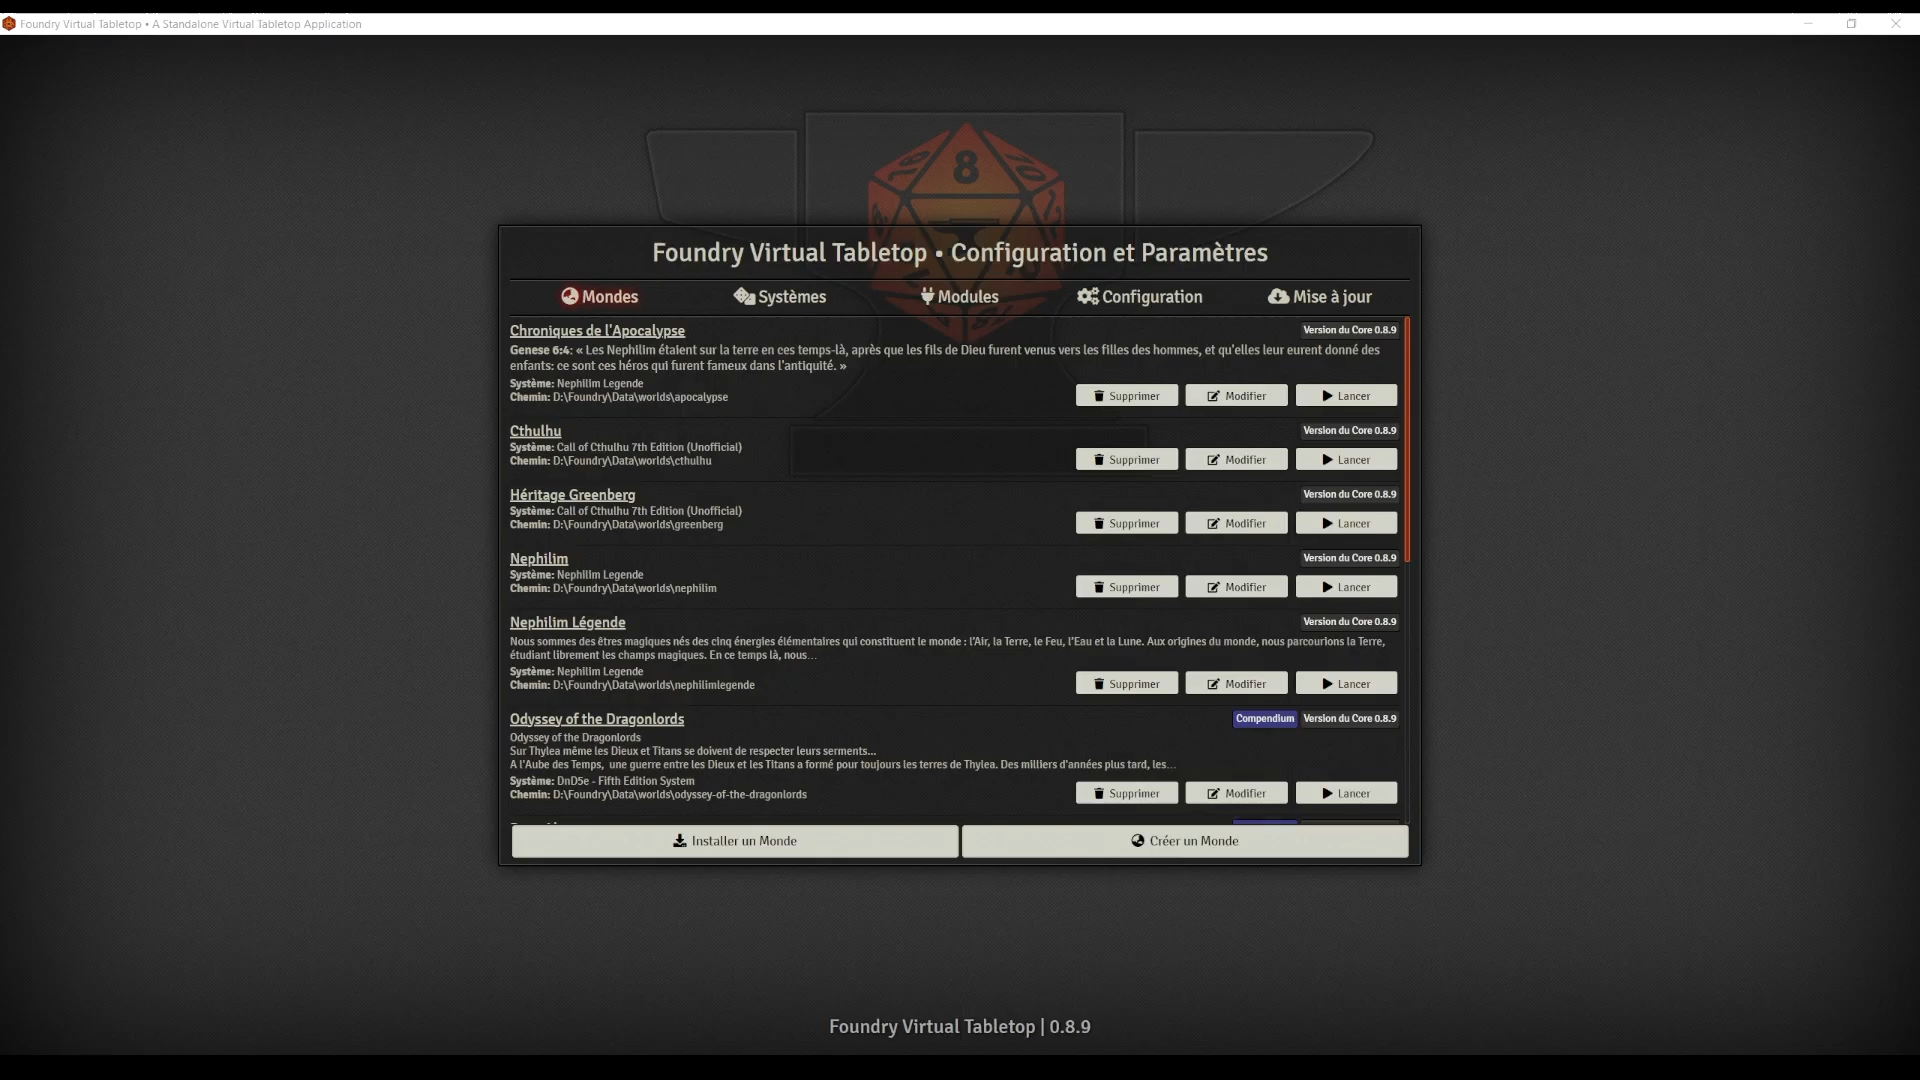 Foundry Virtual Tabletop • A Standalone Virtual Tabletop Application
8
Foundry Virtual Tabletop • Configuration et Paramètres
Mondes Systèmes Modules Configuration Mise à jour
Chroniques de l'Apocalypse Version du Core 0.8.9
Genese 6:4: « Les Nephilim étaient sur la terre en ces temps-là, après que les fils de Dieu furent venus vers les filles des hommes, et qu'elles leur eurent donné des
enfants: ce sont ces héros qui furent fameux dans l'antiquité. »
Système: Nephilim Legende
Chemin: D:\Foundry\Data\worlds\apocalypse
Supprimer Modifier Lancer
Cthulhu Version du Core 0.8.9
Système: Call of Cthulhu 7th Edition (Unofficial)
Chemin: D:\Foundry\Data\worlds\cthulhu
Supprimer Modifier Lancer
Héritage Greenberg Version du Core 0.8.9
Système: Call of Cthulhu 7th Edition (Unofficial)
Chemin: D:\Foundry\Data\worlds\greenberg
Supprimer Modifier Lancer
Nephilim Version du Core 0.8.9
Système: Nephilim Legende
Chemin: D:\Foundry\Data\worlds\nephilim
Supprimer Modifier Lancer
Nephilim Légende Version du Core 0.8.9
Nous sommes des êtres magiques nés des cinq énergies élémentaires qui constituent le monde : l'Air, la Terre, le Feu, l'Eau et la Lune. Aux origines du monde, nous parcourions la Terre,
étudiant librement les champs magiques. En ce temps là, nous...
Système: Nephilim Legende
Chemin: D:\Foundry\Data\worlds\nephilimlegende
Supprimer Modifier Lancer
Odyssey of the Dragonlords Compendium Version du Core 0.8.9
Odyssey of the Dragonlords
Sur Thylea même les Dieux et Titans se doivent de respecter leurs serments...
A l'Aube des Temps, une guerre entre les Dieux et les Titans a formé pour toujours les terres de Thylea. Des milliers d'années plus tard, les...
Système: DnD5e - Fifth Edition System
Chemin: D:\Foundry\Data\worlds\odyssey-of-the-dragonlords
Supprimer Modifier Lancer
Installer un Monde Créer un Monde
Foundry Virtual Tabletop | 0.8.9